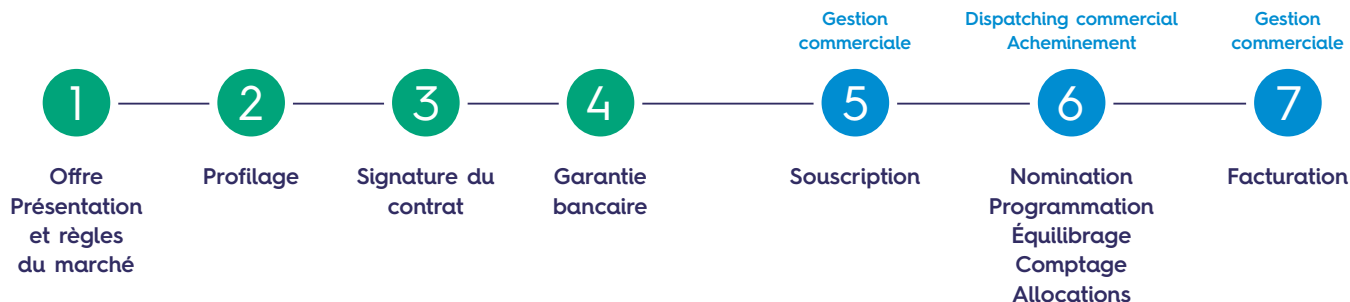 Gestion
commerciale
Dispatching commercial
Acheminement
Gestion
commerciale
1
2
3
4
5
6
7
Offre
Présentation
et règles
du marché
Profilage
Signature du
contrat
Garantie
bancaire
Souscription
Nomination
Programmation
Équilibrage
Comptage
Allocations
Facturation